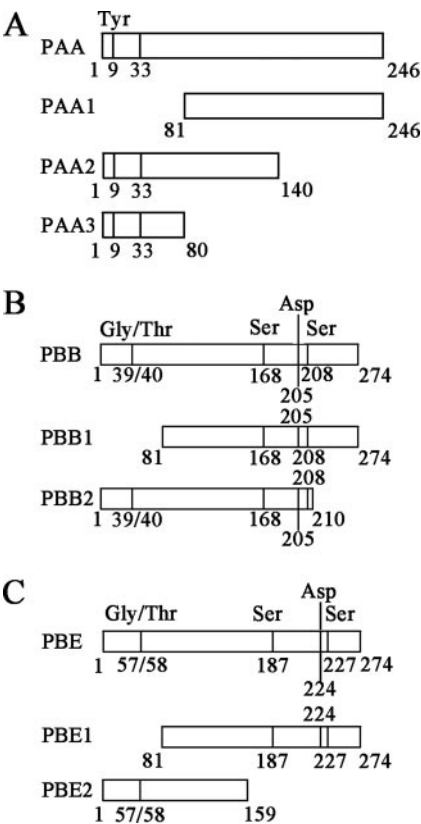 A
Tyr
PAA
1 9 33 246
PAA1
81 246
PAA2
1 9 33 140
PAA3
1 9 33 80
B
Asp
Gly/Thr Ser Ser
PBB
1 39/40 168 208 274
205
205
PBB1
81 168 208 274
208
PBB2
1 39/40 168 210
205
C
Asp
Gly/Thr Ser Ser
PBE
1 57/58 187 227 274
224
224
PBE1
81 187 227 274
PBE2
1 57/58 159